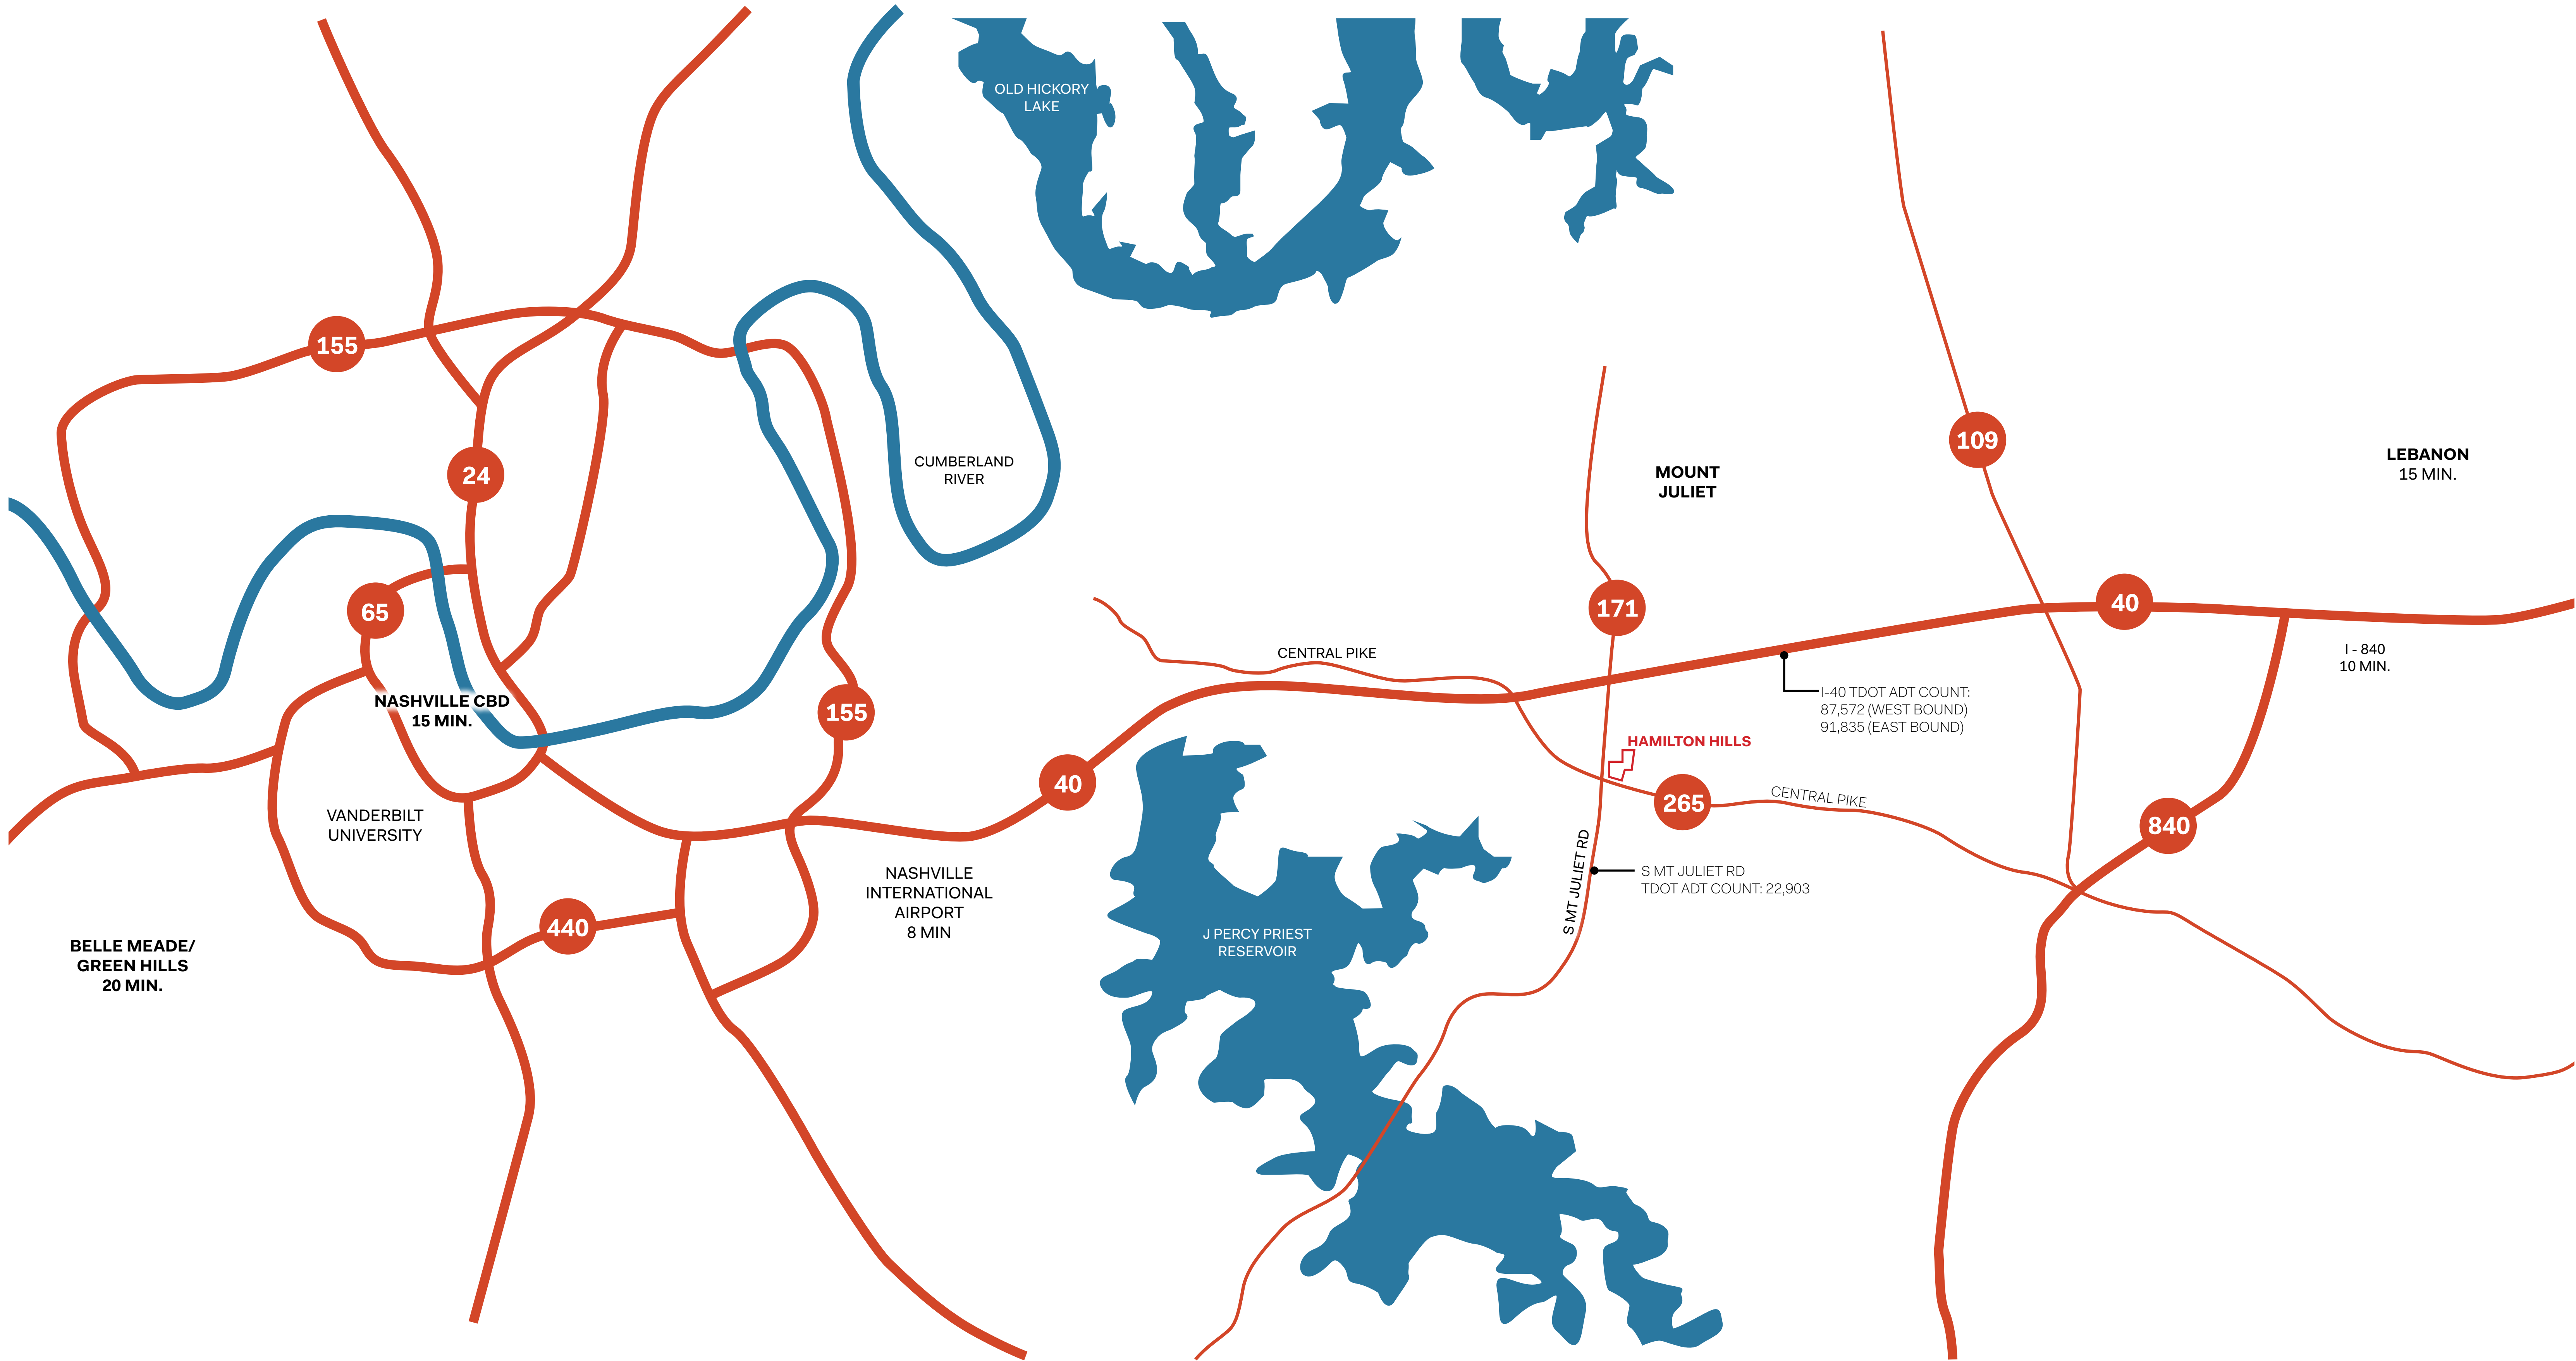 OLD HICKORY
LAKE
155
109
24
CUMBERLAND
RIVER
MOUNT
JULIET
LEBANON
15 MIN.
65
171
40
CENTRAL PIKE
I - 840
10 MIN.
NASHVILLE CBD
15 MIN.
155
I-40 TDOT ADT COUNT:
87,572 (WEST BOUND)
91,835 (EAST BOUND)
HAMILTON HILLS
40
265
CENTRAL PIKE
VANDERBILT
UNIVERSITY
840
S MT JULIET RD
S MT JULIET RD
TDOT ADT COUNT: 22,903
NASHVILLE
INTERNATIONAL
AIRPORT
8 MIN
440
J PERCY PRIEST
RESERVOIR
BELLE MEADE/
GREEN HILLS
20 MIN.